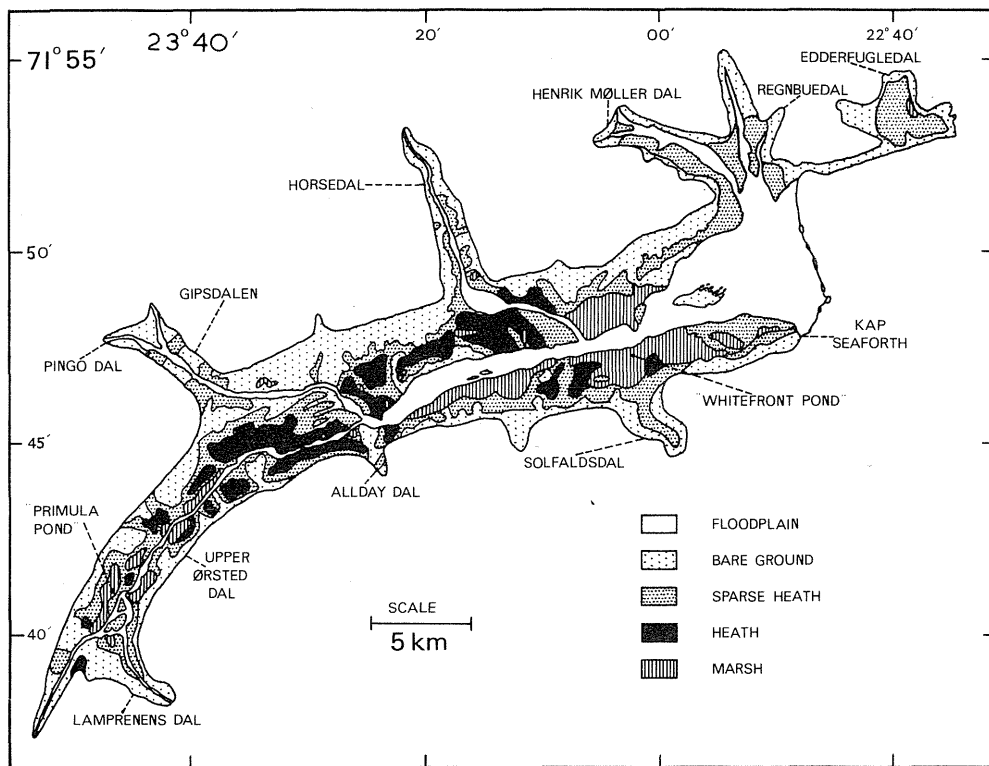 71°55′
23°40′
20′
00′
22°40′
EDDERFUGLEDAL
REGNBUEDAL
HENRIK MØLLER DAL
HORSEDAL
50′
GIPSDALEN
PINGO DAL
KAP
SEAFORTH
"WHITEFRONT POND"
45′
SOLFALDSDAL
ALLDAY DAL
"PRIMULA
POND"
UPPER
ØRSTED
DAL
40′
LAMPRENENS DAL
SCALE
5 km
FLOODPLAIN
BARE GROUND
SPARSE HEATH
HEATH
MARSH